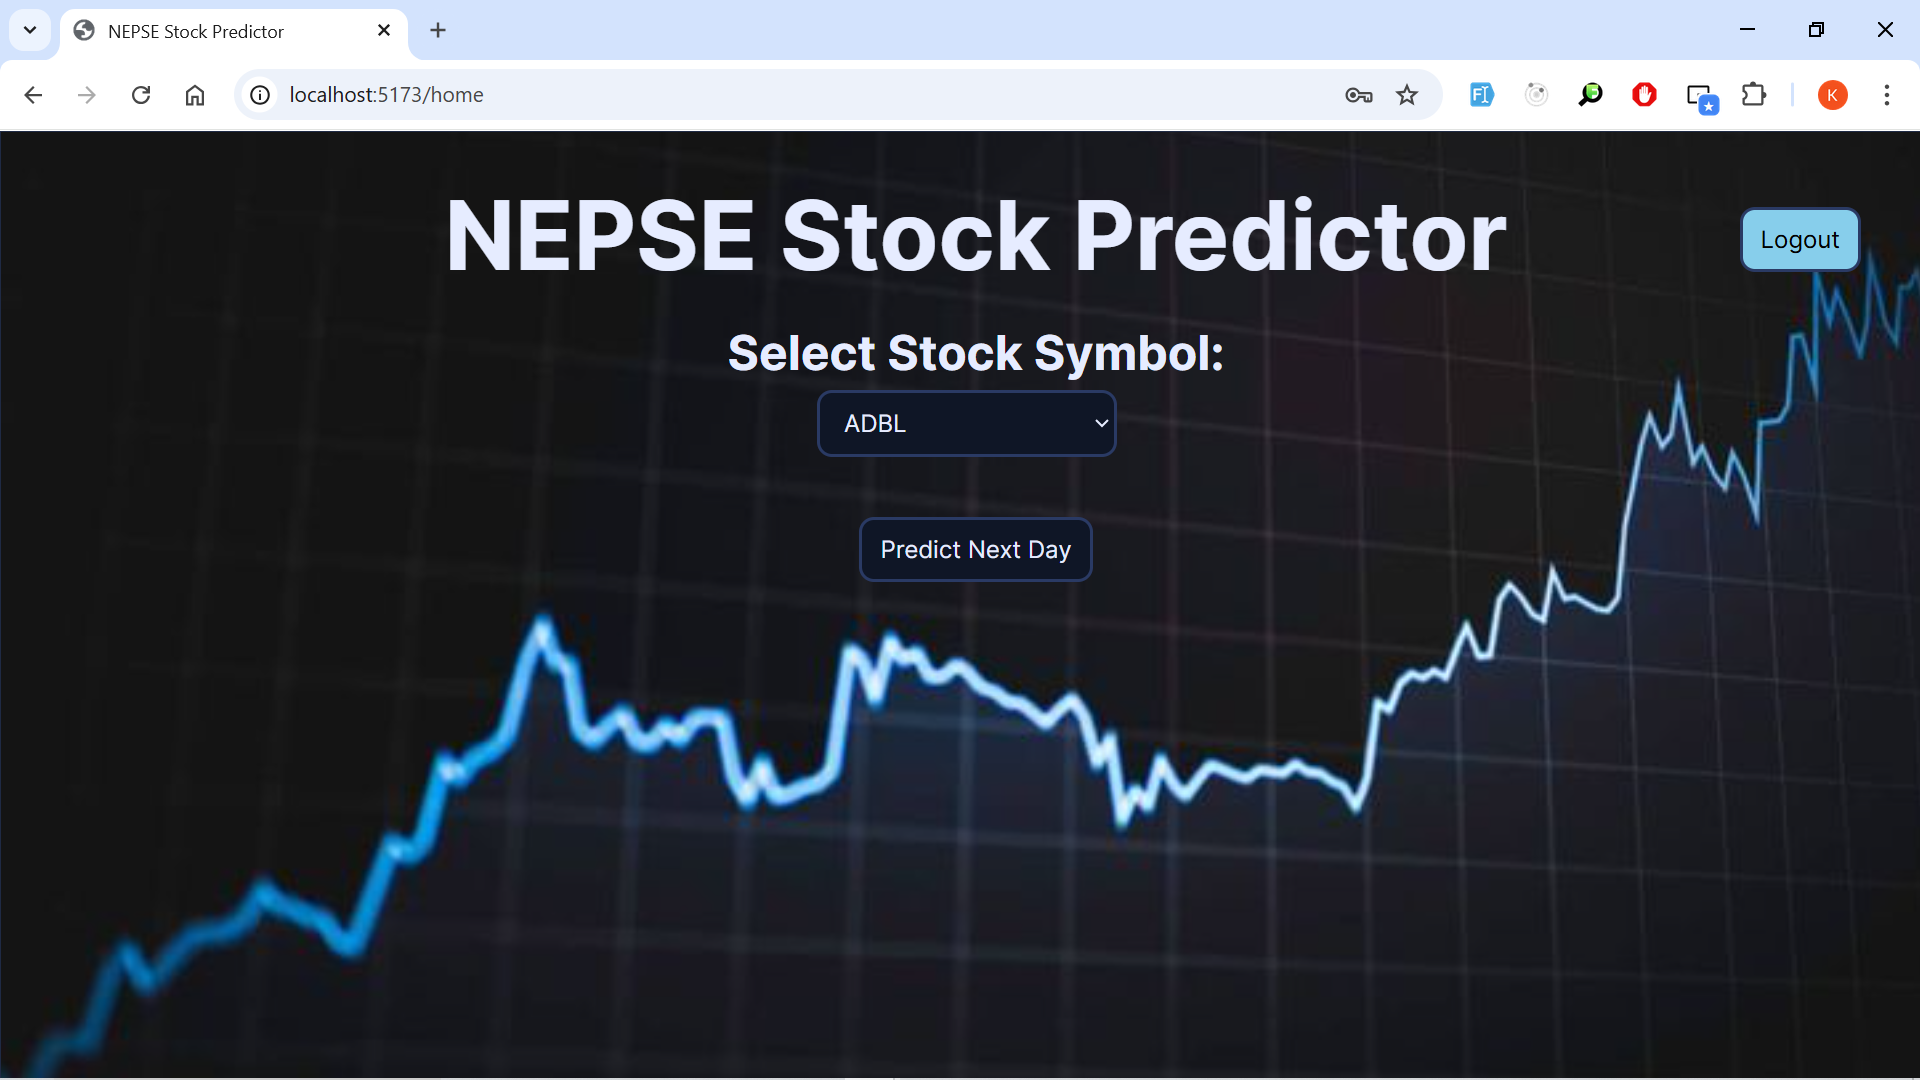 NEPSE Stock Predictor
localhost:5173/home
K
NEPSE Stock Predictor
Logout
Select Stock Symbol:
ADBL
Predict Next Day